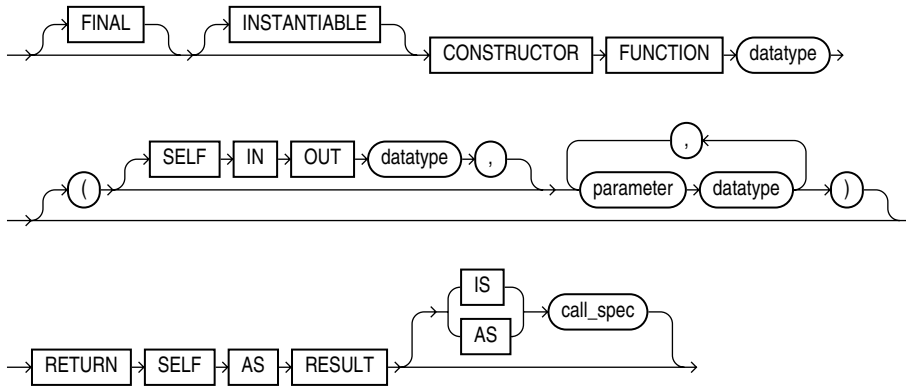 FINAL INSTANTIABLE
CONSTRUCTOR FUNCTION datatype
,
( SELF IN OUT datatype ,
parameter datatype )
IS
call_spec
AS
RETURN SELF AS RESULT